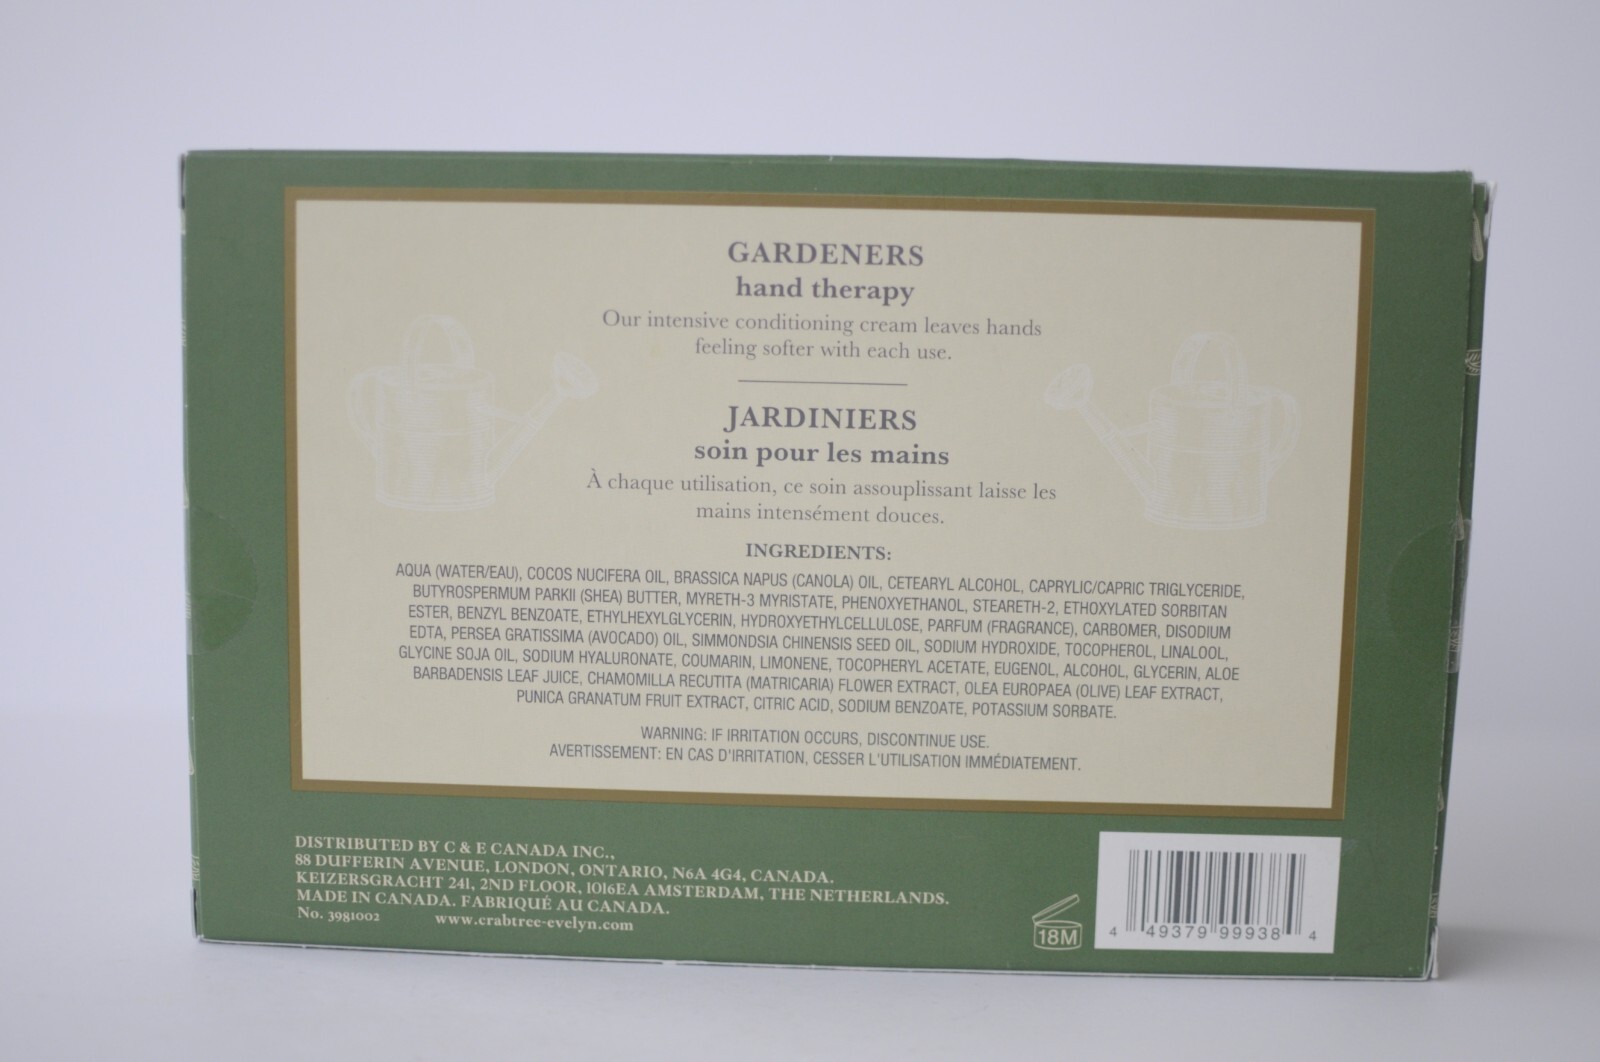 GARDENERS
hand therapy
Our intensive conditioning cream leaves hands
feeling softer with each use.
JARDINIERS
soin pour les mains
À chaque utilisation, ce soin assouplissant laisse les
mains intensément douces.
INGREDIENTS:
AQUA (WATER/EAU), COCOS NUCIFERA OIL, BRASSICA NAPUS (CANOLA) OIL, CETEARYL ALCOHOL, CAPRYLIC/CAPRIC TRIGLYCERIDE,
BUTYROSPERMUM PARKII (SHEA) BUTTER, MYRETH-3 MYRISTATE, PHENOXYETHANOL, STEARETH-2, ETHOXYLATED SORBITAN
ESTER, BENZYL BENZOATE, ETHYLHEXYLGLYCERIN, HYDROXYETHYLCELLULOSE, PARFUM (FRAGRANCE), CARBOMER, DISODIUM
EDTA, PERSEA GRATISSIMA (AVOCADO) OIL, SIMMONDSIA CHINENSIS SEED OIL, SODIUM HYDROXIDE, TOCOPHEROL, LINALOOL,
GLYCINE SOJA OIL, SODIUM HYALURONATE, COUMARIN, LIMONENE, TOCOPHERYL ACETATE, EUGENOL, ALCOHOL, GLYCERIN, ALOE
BARBADENSIS LEAF JUICE, CHAMOMILLA RECUTITA (MATRICARIA) FLOWER EXTRACT, OLEA EUROPAEA (OLIVE) LEAF EXTRACT,
PUNICA GRANATUM FRUIT EXTRACT, CITRIC ACID, SODIUM BENZOATE, POTASSIUM SORBATE.
WARNING: IF IRRITATION OCCURS, DISCONTINUE USE.
AVERTISSEMENT: EN CAS D'IRRITATION, CESSER L'UTILISATION IMMÉDIATEMENT.
DISTRIBUTED BY C & E CANADA INC.,
88 DUFFERIN AVENUE, LONDON, ONTARIO, N6A 4G4, CANADA.
KEIZERSGRACHT 241, 2ND FLOOR, 1016EA AMSTERDAM, THE NETHERLANDS.
MADE IN CANADA. FABRIQUÉ AU CANADA.
No. 3981002 www.crabtree-evelyn.com
18M
4 49379 99938 4